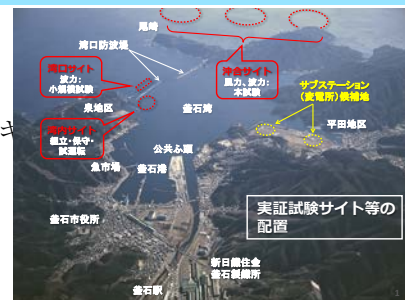 尾崎
湾口防波堤
湾口サイト
波力:
小規模試験
沖合サイト
風力、波力:
本試験
サブステーション
(変電所)候補地
泉地区
釜石湾
平田地区
湾内サイト
組立・保守・
試運転
公共ふ頭
魚市場
釜石港
実証試験サイト等の
配置
釜石市役所
新日鐵住金
釜石製鐵所
釜石駅
1